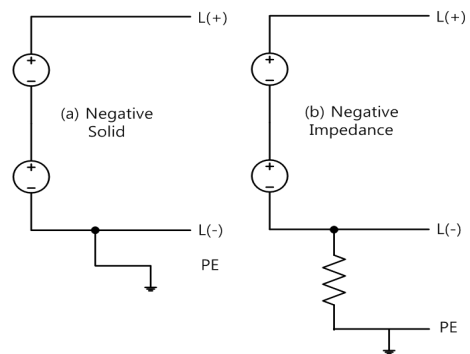 L(+)
(a) Negative
Solid
L(-)
PE
L(+)
(b) Negative
Impedance
L(-)
PE